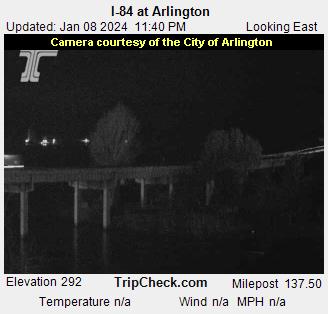 I-84 at Arlington
Updated: Jan 08 2024 11:40 PM Looking East
Camera courtesy of the City of Arlington
Elevation 292 TripCheck.com Milepost 137.50
Temperature n/a Wind n/a MPH n/a